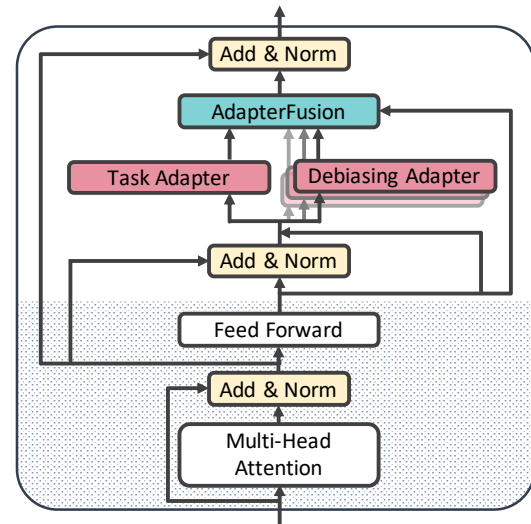 Add & Norm
AdapterFusion
Task Adapter
Debiasing Adapter
Add & Norm
Feed Forward
Add & Norm
Multi-Head
Attention